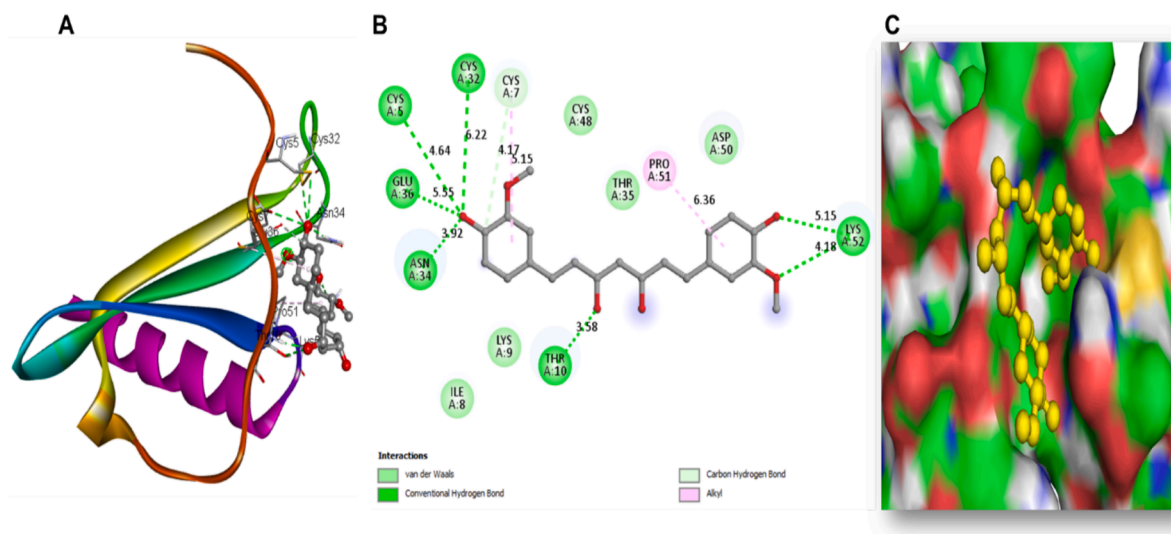 A
B
C
Cys5
Cys32
Asn34
CYS
A:5
CYS
A:32
CYS
A:7
CYS
A:48
ASP
A:50
PRO
A:51
THR
A:35
GLU
A:36
ASN
A:34
LYS
A:52
LYS
A:9
THR
A:10
ILE
A:8
4.64
6.22
4.17
5.15
5.55
3.92
6.36
5.15
4.18
3.58
Interactions
van der Waals
Conventional Hydrogen Bond
Carbon Hydrogen Bond
Alkyl